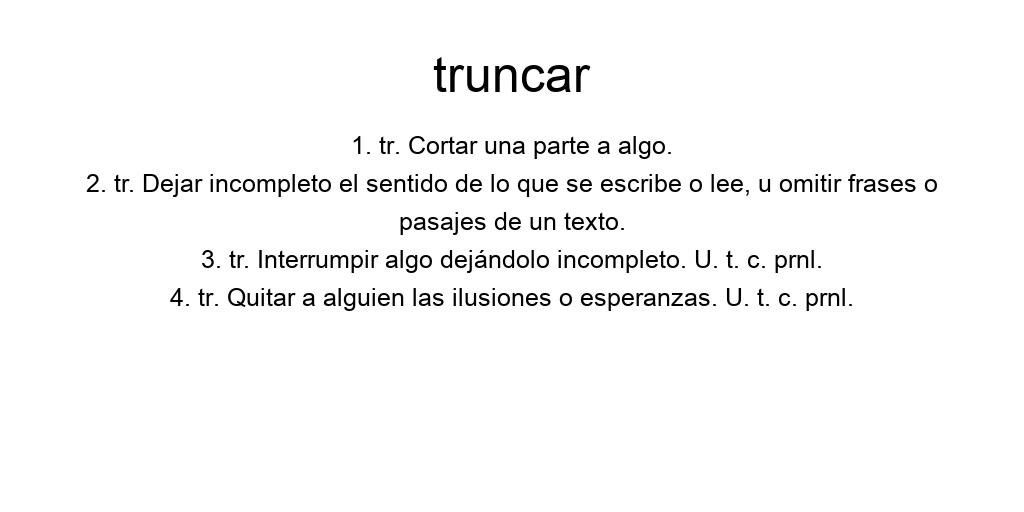 truncar
1. tr. Cortar una parte a algo.
2. tr. Dejar incompleto el sentido de lo que se escribe o lee, u omitir frases o
pasajes de un texto.
3. tr. Interrumpir algo dejándolo incompleto. U. t. c. prnl.
4. tr. Quitar a alguien las ilusiones o esperanzas. U. t. c. prnl.